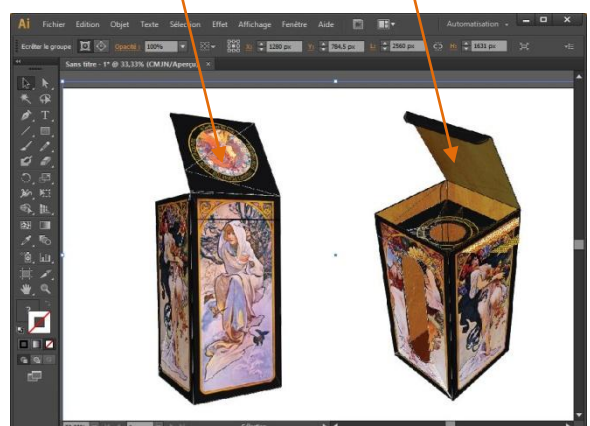 Ai Fichier Edition Objet Texte Sélection Effet Affichage Fenêtre Aide Br Automatisation
Ecrêter le groupe Opacité : 100% X : 1280 px Y : 784,5 px L : 2560 px H : 1631 px
Sans titre - 1* @ 33,33% (CMJN/Aperçu) ×